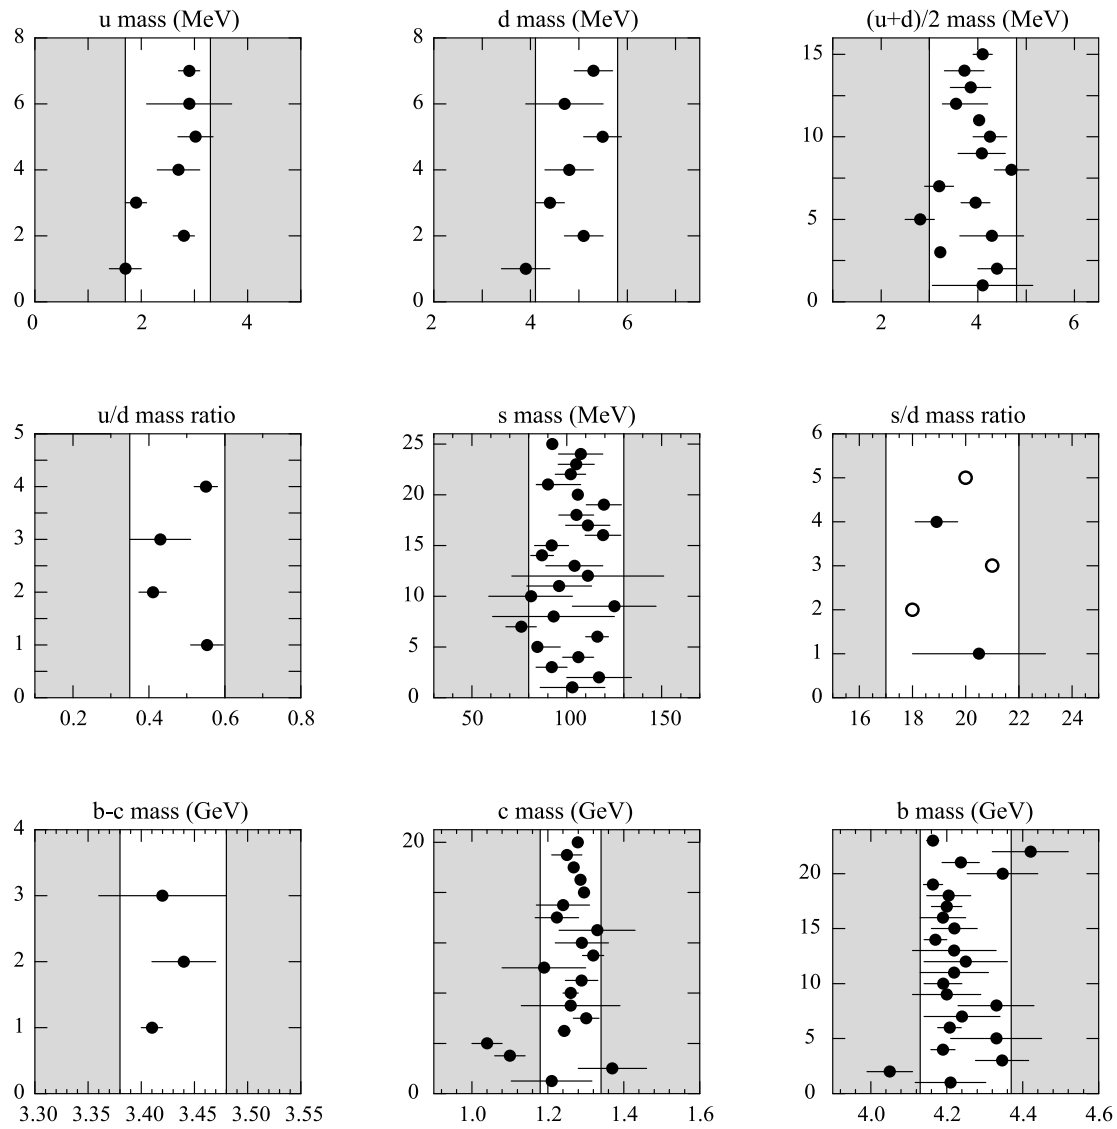 u mass (MeV)
8
6
4
2
0
0 2 4
d mass (MeV)
8
6
4
2
0
2 4 6
(u+d)/2 mass (MeV)
15
10
5
0
2 4 6
u/d mass ratio
5
4
3
2
1
0
0.2 0.4 0.6 0.8
s mass (MeV)
25
20
15
10
5
0
50 100 150
s/d mass ratio
6
5
4
3
2
1
0
16 18 20 22 24
b-c mass (GeV)
4
3
2
1
0
3.30 3.35 3.40 3.45 3.50 3.55
c mass (GeV)
20
0
1.0 1.2 1.4 1.6
b mass (GeV)
20
15
10
5
0
4.0 4.2 4.4 4.6